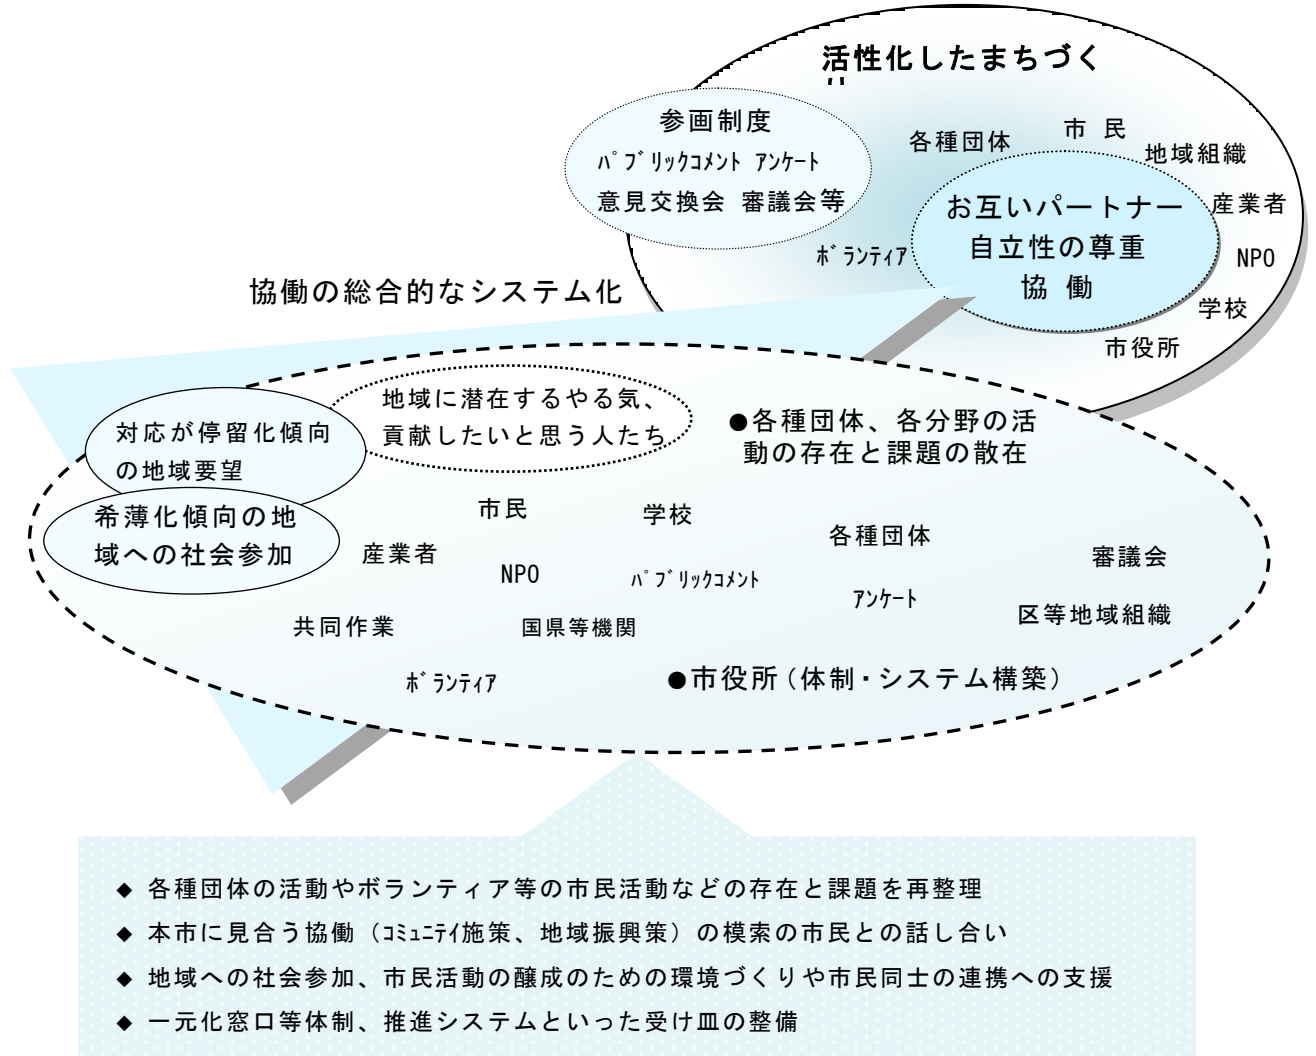 活性化したまちづく
参画制度
ﾊﾟﾌﾞﾘｯｸｺﾒﾝﾄ ｱﾝｹｰﾄ
意見交換会 審議会等
各種団体
市 民
地域組織
産業者
NPO
学校
市役所
ﾎﾞﾗﾝﾃｨｱ
お互いパートナー
自立性の尊重
協 働
協働の総合的なシステム化
対応が停留化傾向
の地域要望
希薄化傾向の地
域への社会参加
地域に潜在するやる気、
貢献したいと思う人たち
●各種団体、各分野の活
動の存在と課題の散在
市民
学校
各種団体
審議会
産業者
NPO
ﾊﾟﾌﾞﾘｯｸｺﾒﾝﾄ
ｱﾝｹｰﾄ
区等地域組織
共同作業
国県等機関
ﾎﾞﾗﾝﾃｨｱ
●市役所（体制・システム構築）
◆ 各種団体の活動やボランティア等の市民活動などの存在と課題を再整理
◆ 本市に見合う協働（ｺﾐｭﾆﾃｲ施策、地域振興策）の模索の市民との話し合い
◆ 地域への社会参加、市民活動の醸成のための環境づくりや市民同士の連携への支援
◆ 一元化窓口等体制、推進システムといった受け皿の整備